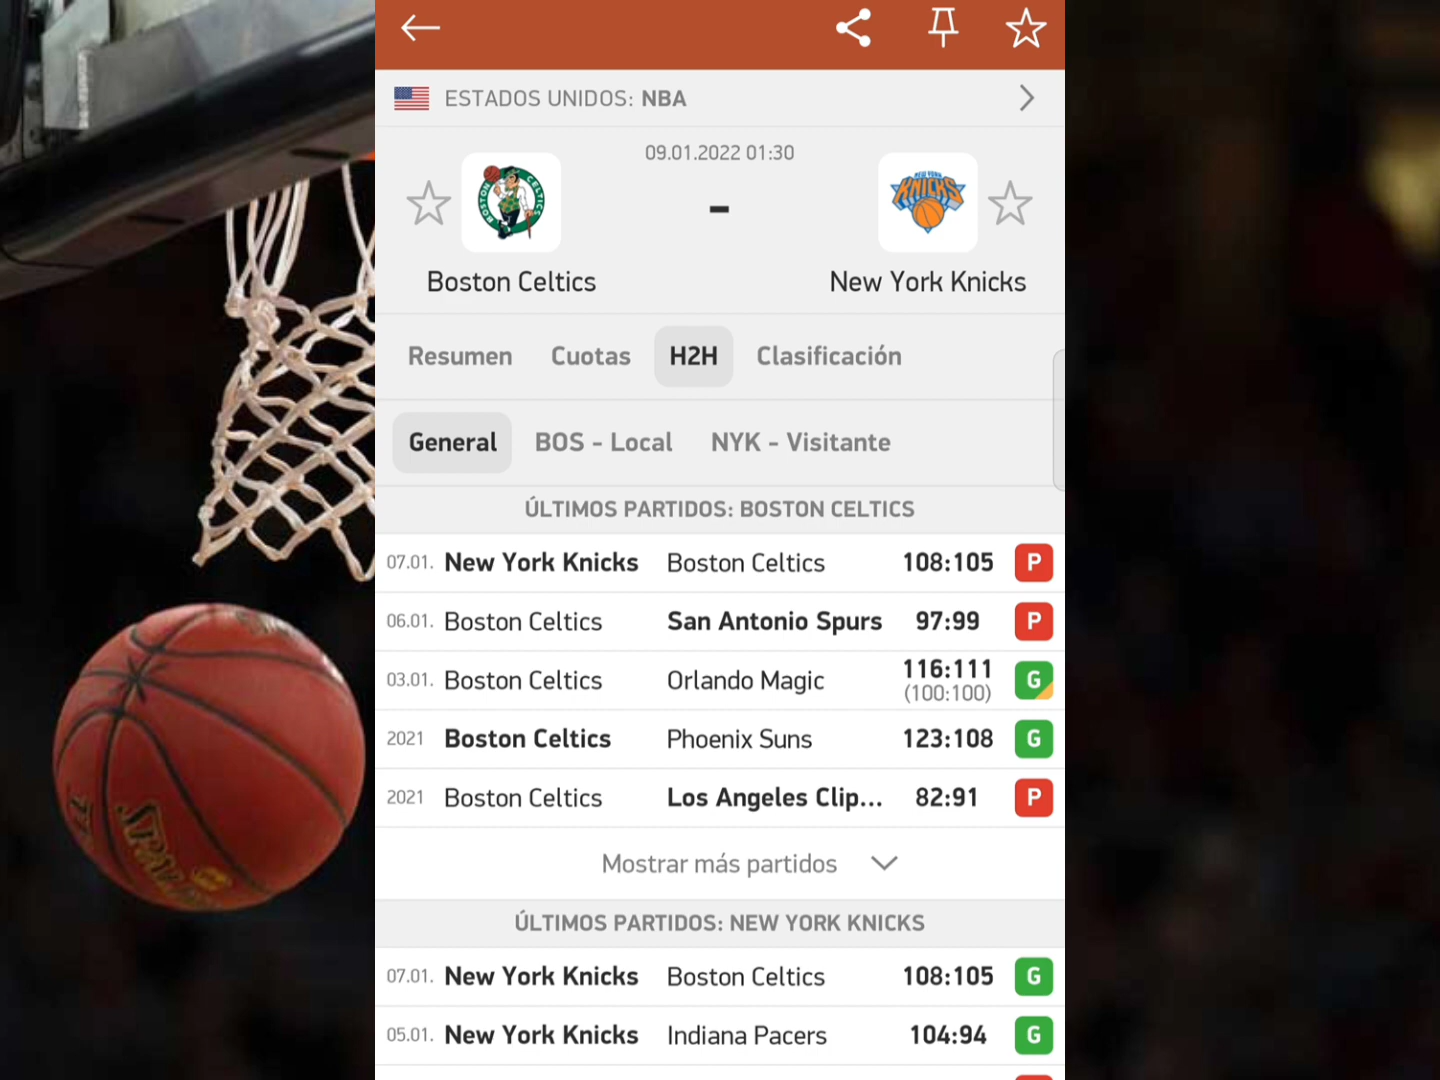 ESTADOS UNIDOS: NBA
09.01.2022 01:30
BOSTON CELTICS
NEW YORK
KNICKS
-
Boston Celtics New York Knicks
Resumen Cuotas H2H Clasificación
General BOS - Local NYK - Visitante
ÚLTIMOS PARTIDOS: BOSTON CELTICS
07.01. New York Knicks Boston Celtics 108:105 P
06.01. Boston Celtics San Antonio Spurs 97:99 P
03.01. Boston Celtics Orlando Magic 116:111 (100:100) G
2021 Boston Celtics Phoenix Suns 123:108 G
2021 Boston Celtics Los Angeles Clip... 82:91 P
Mostrar más partidos
ÚLTIMOS PARTIDOS: NEW YORK KNICKS
07.01. New York Knicks Boston Celtics 108:105 G
05.01. New York Knicks Indiana Pacers 104:94 G